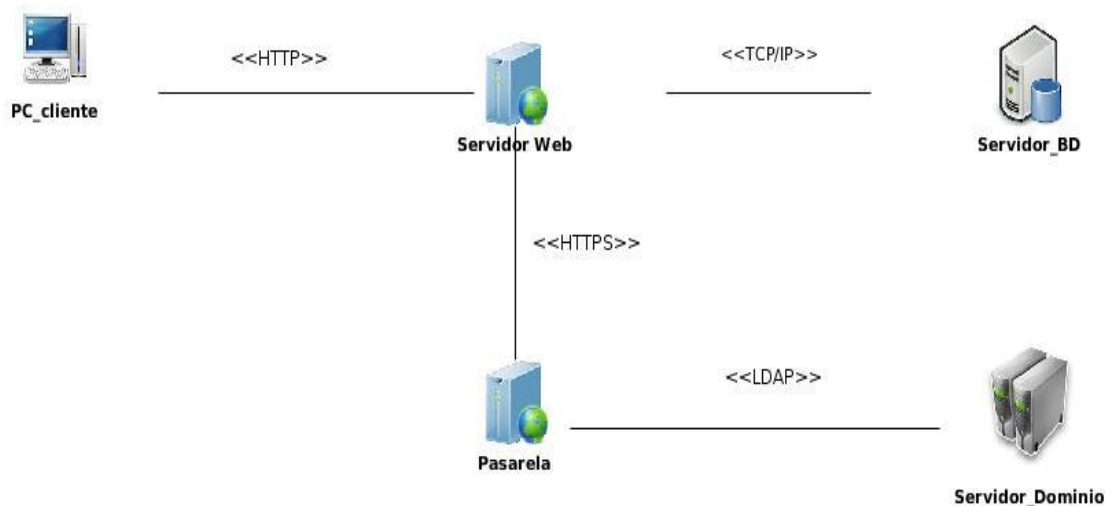 <<HTTP>>
<<TCP/IP>>
PC_cliente
Servidor Web
Servidor_BD
<<HTTPS>>
<<LDAP>>
Pasarela
Servidor_Dominio